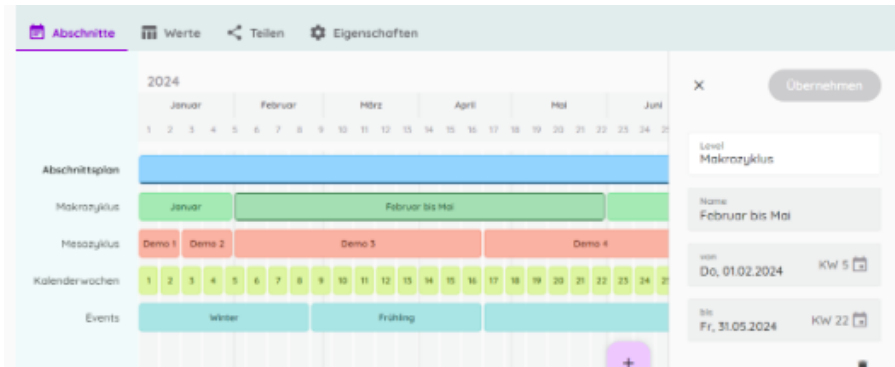 Abschnitte Werte Teilen Eigenschaften
2024
Januar Februar März April Mai Juni
1 2 3 4 5 6 7 8 9 10 11 12 13 14 15 16 17 18 19 20 21 22 23 24
Abschnittsplan
Makrozyklus Januar Februar bis Mai
Mesozyklus Demo 1 Demo 2 Demo 3 Demo 4
Kalenderwochen 1 2 3 4 5 6 7 8 9 10 11 12 13 14 15 16 17 18 19 20 21 22 23 24
Events Winter Frühling
+
Übernehmen
Level
Makrozyklus
Name
Februar bis Mai
von
Do, 01.02.2024 KW 5
bis
Fr, 31.05.2024 KW 22